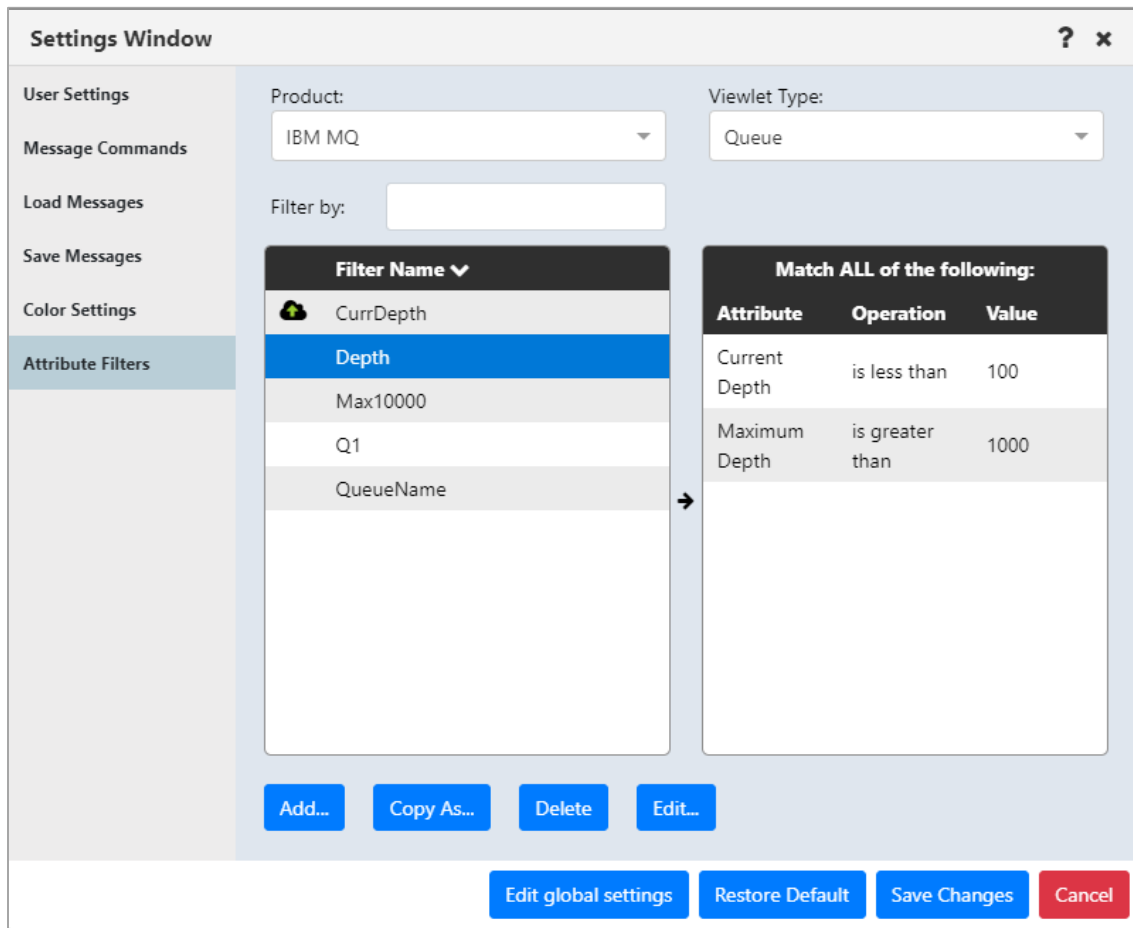 Settings Window ? ×
User Settings
Message Commands
Load Messages
Save Messages
Color Settings
Attribute Filters
Product: Viewlet Type:
IBM MQ Queue
Filter by:
Filter Name
CurrDepth
Depth
Max10000
Q1
QueueName
Match ALL of the following:
Attribute Operation Value
Current
Depth
is less than
100
Maximum
Depth
is greater
than
1000
Add... Copy As... Delete Edit...
Edit global settings Restore Default Save Changes Cancel